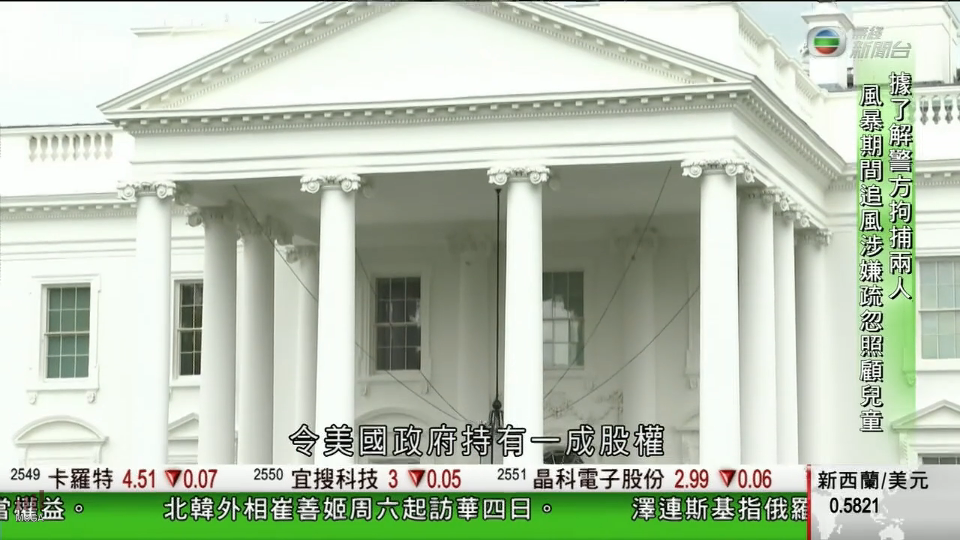 無綫新聞台
據了解警方拘捕兩人
風暴期間追風涉嫌疏忽照顧兒童
令美國政府持有一成股權
2549 卡羅特 4.51 ▼0.07 2550 宜搜科技 3 ▼0.05 2551 晶科電子股份 2.99 ▼0.06
新西蘭/美元
0.5821
益。 北韓外相崔善姬周六起訪華四日。 澤連斯基指俄羅